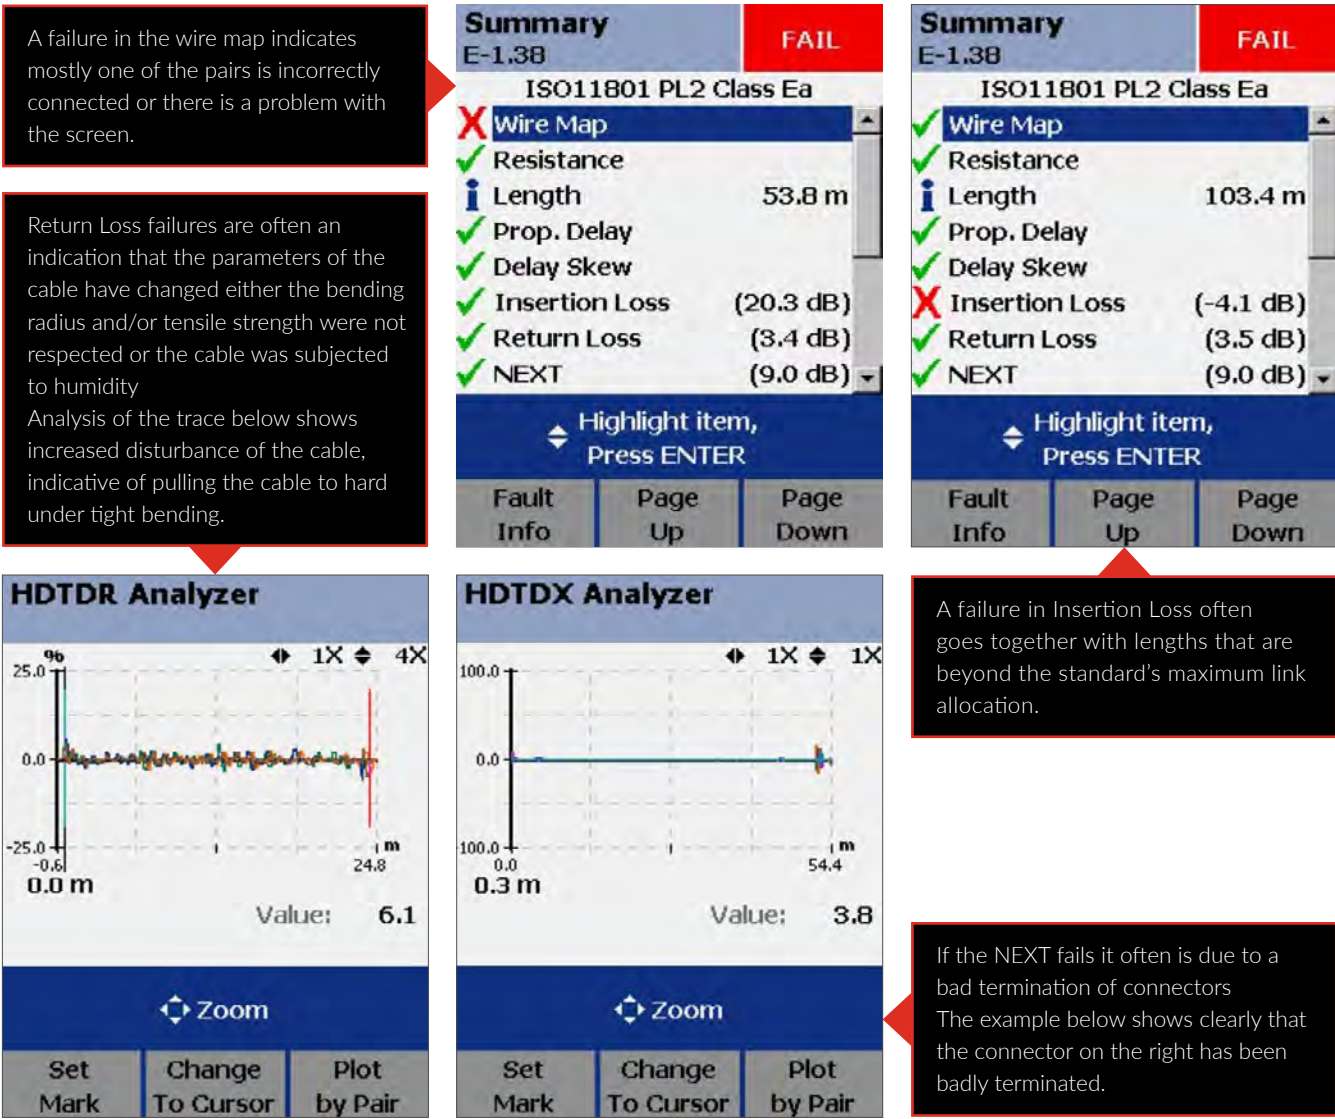 A failure in the wire map indicates
mostly one of the pairs is incorrectly
connected or there is a problem with
the screen.
Return Loss failures are often an
indication that the parameters of the
cable have changed either the bending
radius and/or tensile strength were not
respected or the cable was subjected
to humidity
Analysis of the trace below shows
increased disturbance of the cable,
indicative of pulling the cable to hard
under tight bending.
Summary
E-1.38
FAIL
ISO11801 PL2 Class Ea
X Wire Map
Resistance
i Length 53.8 m
Prop. Delay
Delay Skew
Insertion Loss (20.3 dB)
Return Loss (3.4 dB)
NEXT (9.0 dB)
Highlight item,
Press ENTER
Fault Info
Page Up
Page Down
Summary
E-1.38
FAIL
ISO11801 PL2 Class Ea
Wire Map
Resistance
i Length 103.4 m
Prop. Delay
Delay Skew
X Insertion Loss (-4.1 dB)
Return Loss (3.5 dB)
NEXT (9.0 dB)
Highlight item,
Press ENTER
Fault Info
Page Up
Page Down
HDTDR Analyzer
% 1X 4X
25.0
0.0
-25.0 m
-0.6 24.8
0.0 m
Value: 6.1
Zoom
Set Mark
Change To Cursor
Plot by Pair
HDTDX Analyzer
1X 1X
100.0
0.0
100.0 m
0.0 54.4
0.3 m
Value: 3.8
Zoom
Set Mark
Change To Cursor
Plot by Pair
A failure in Insertion Loss often
goes together with lengths that are
beyond the standard’s maximum link
allocation.
If the NEXT fails it often is due to a
bad termination of connectors
The example below shows clearly that
the connector on the right has been
badly terminated.